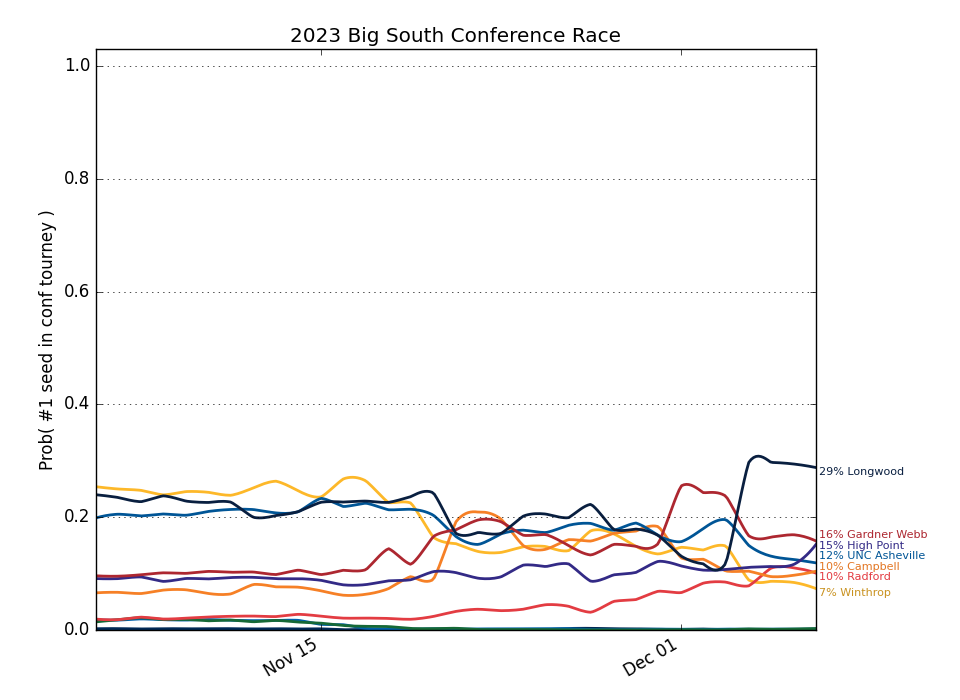 2023 Big South Conference Race
Prob( #1 seed in conf tourney )
1.0
0.8
0.6
0.4
0.2
0.0
Nov 15
Dec 01
29% Longwood
16% Gardner Webb
15% High Point
12% UNC Asheville
10% Campbell
10% Radford
7% Winthrop